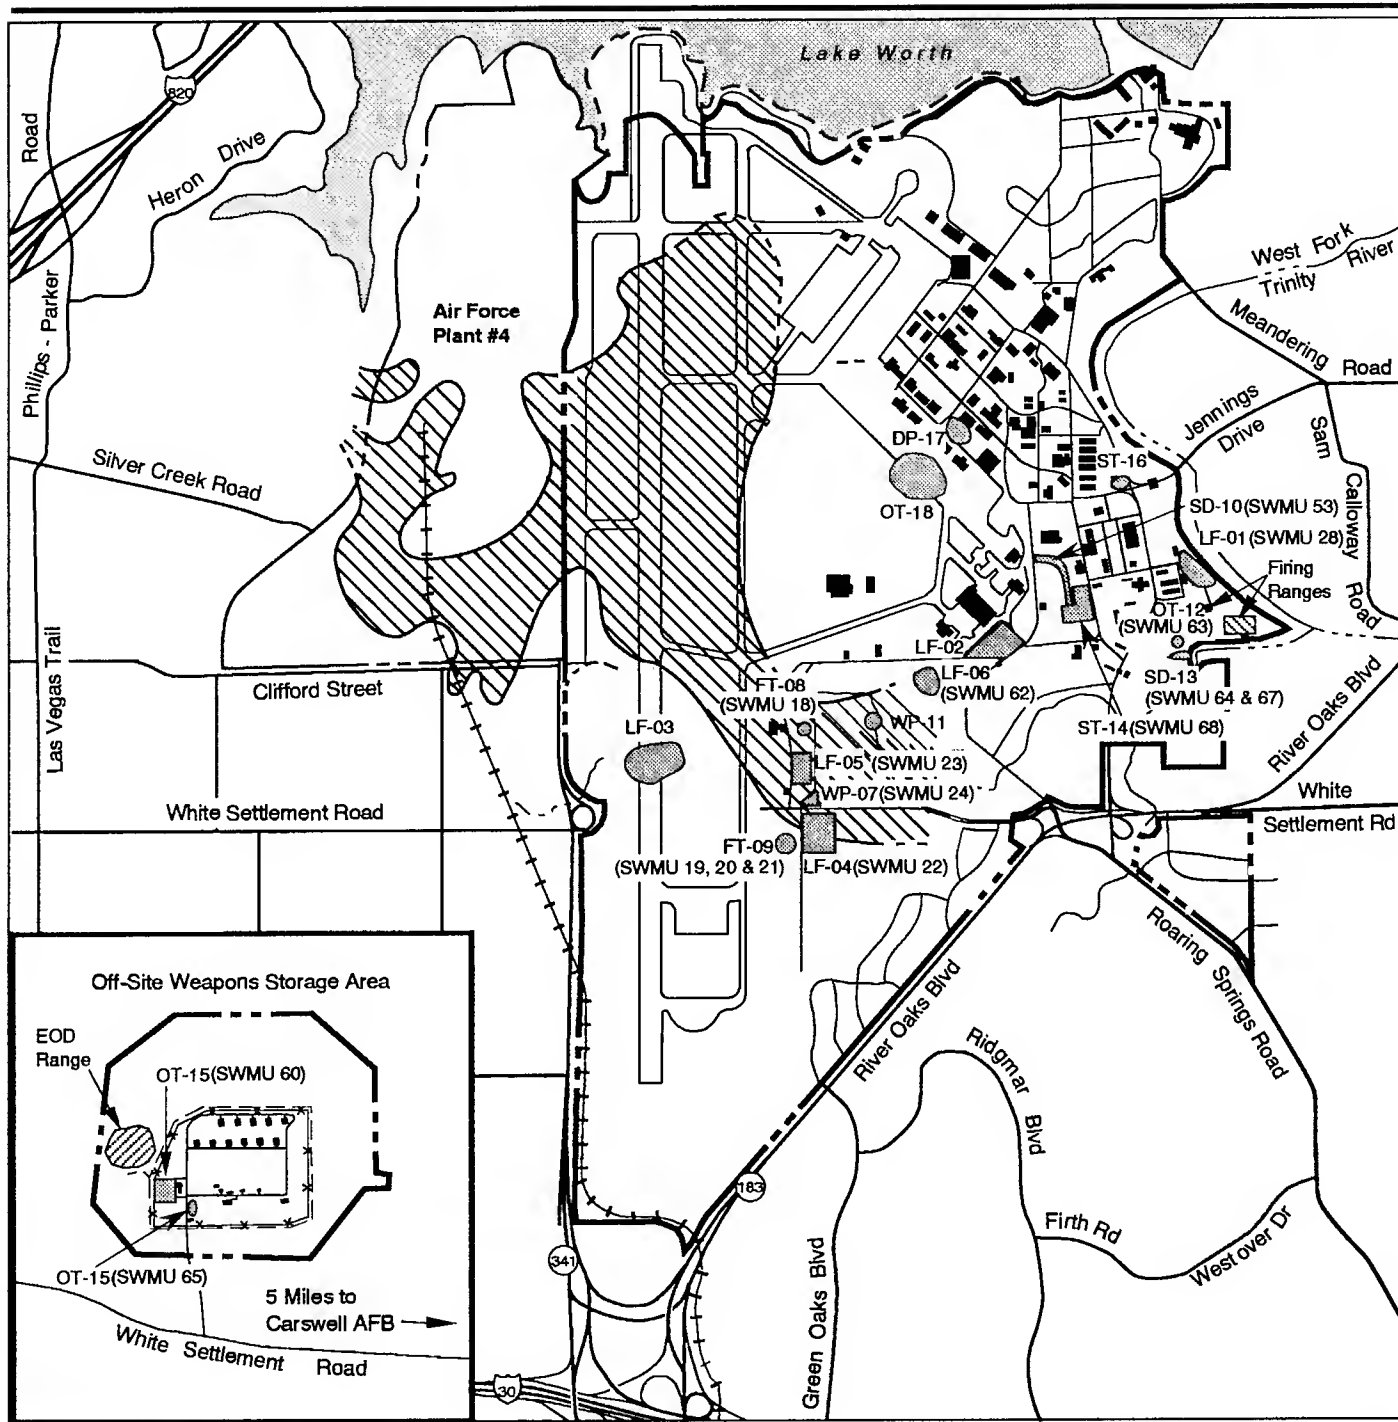 Lake Worth
820
Road
Heron Drive
Phillips - Parker
West Fork
Trinity River
Meandering
Road
Air Force
Plant #4
Jennings
Drive
Sam
Calloway
Road
DP-17
ST-16
Silver Creek Road
OT-18
SD-10(SWMU 53)
LF-01(SWMU 28)
Firing
Ranges
OT-12
(SWMU 63)
LF-02
LF-06
(SWMU 62)
SD-13
(SWMU 64 & 67)
ST-14(SWMU 68)
River Oaks Blvd
Las Vegas Trail
Clifford Street
FT-08
(SWMU 18)
WP-11
LF-03
LF-05 (SWMU 23)
WP-07(SWMU 24)
White
Settlement Rd
White Settlement Road
FT-09
(SWMU 19, 20 & 21)
LF-04(SWMU 22)
Roaring Springs Road
River Oaks Blvd
Ridgmar Blvd
Off-Site Weapons Storage Area
EOD
Range
OT-15(SWMU 60)
OT-15(SWMU 65)
5 Miles to
Carswell AFB
White Settlement Road
183
341
30
Green Oaks Blvd
Firth Rd
Westover Dr